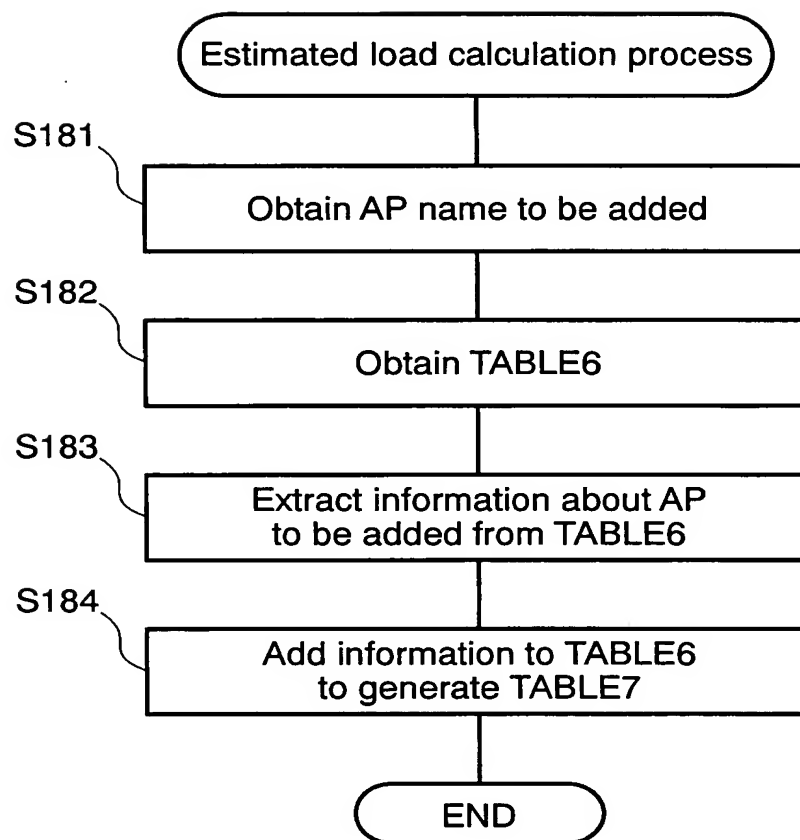 Estimated load calculation process
S181
Obtain AP name to be added
S182
Obtain TABLE6
S183
Extract information about AP
to be added from TABLE6
S184
Add information to TABLE6
to generate TABLE7
END